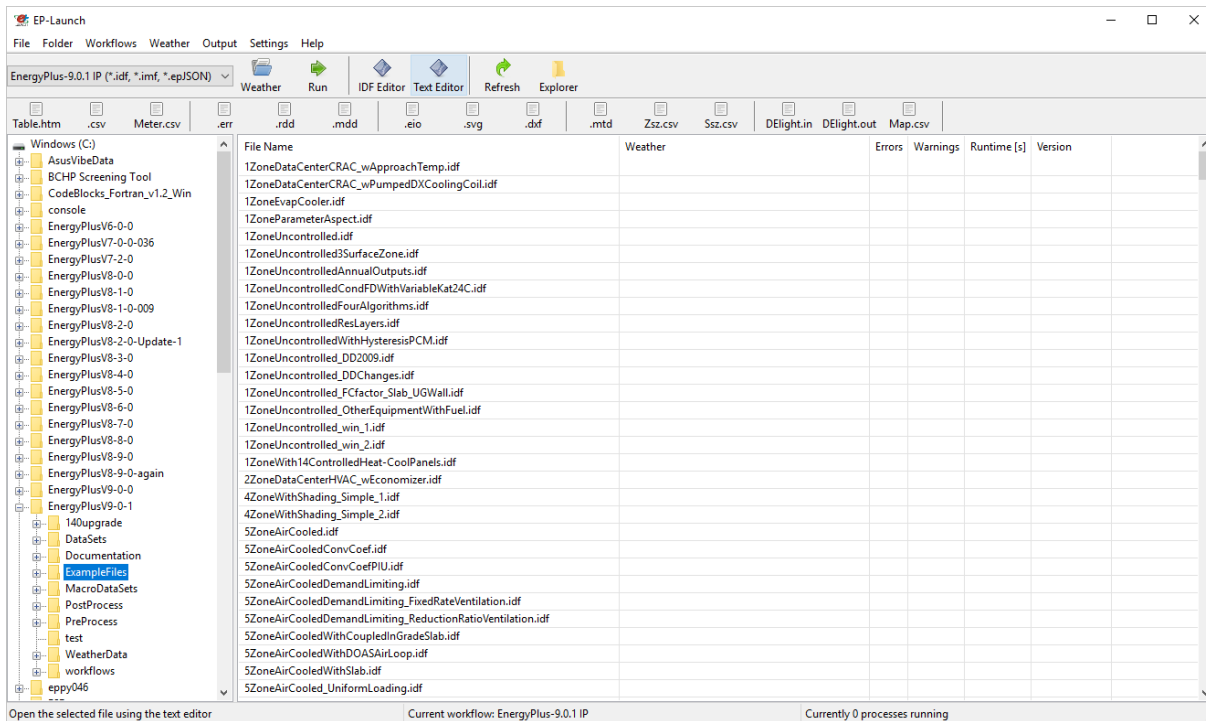 EP-Launch
File Folder Workflows Weather Output Settings Help
EnergyPlus-9.0.1 IP (*.idf, *.imf, *.epJSON)
Weather Run IDF Editor Text Editor Refresh Explorer
Table.htm .csv Meter.csv .err .rdd .mdd .eio .svg .dxf .mtd Zsz.csv Ssz.csv DElight.in DElight.out Map.csv
Windows (C:)
AsusVibeData
BCHP Screening Tool
CodeBlocks_Fortran_v1.2_Win
console
EnergyPlusV6-0-0
EnergyPlusV7-0-0-036
EnergyPlusV7-2-0
EnergyPlusV8-0-0
EnergyPlusV8-1-0
EnergyPlusV8-1-0-009
EnergyPlusV8-2-0
EnergyPlusV8-2-0-Update-1
EnergyPlusV8-3-0
EnergyPlusV8-4-0
EnergyPlusV8-5-0
EnergyPlusV8-6-0
EnergyPlusV8-7-0
EnergyPlusV8-8-0
EnergyPlusV8-9-0
EnergyPlusV8-9-0-again
EnergyPlusV9-0-0
EnergyPlusV9-0-1
140upgrade
DataSets
Documentation
ExampleFiles
MacroDataSets
PostProcess
PreProcess
test
WeatherData
workflows
eppy046
File Name Weather Errors Warnings Runtime [s] Version
1ZoneDataCenterCRAC_wApproachTemp.idf
1ZoneDataCenterCRAC_wPumpedDXCoolingCoil.idf
1ZoneEvapCooler.idf
1ZoneParameterAspect.idf
1ZoneUncontrolled.idf
1ZoneUncontrolled3SurfaceZone.idf
1ZoneUncontrolledAnnualOutputs.idf
1ZoneUncontrolledCondFDWithVariableKat24C.idf
1ZoneUncontrolledFourAlgorithms.idf
1ZoneUncontrolledResLayers.idf
1ZoneUncontrolledWithHysteresisPCM.idf
1ZoneUncontrolled_DD2009.idf
1ZoneUncontrolled_DDChanges.idf
1ZoneUncontrolled_FCfactor_Slab_UGWall.idf
1ZoneUncontrolled_OtherEquipmentWithFuel.idf
1ZoneUncontrolled_win_1.idf
1ZoneUncontrolled_win_2.idf
1ZoneWith14ControlledHeat-CoolPanels.idf
2ZoneDataCenterHVAC_wEconomizer.idf
4ZoneWithShading_Simple_1.idf
4ZoneWithShading_Simple_2.idf
5ZoneAirCooled.idf
5ZoneAirCooledConvCoef.idf
5ZoneAirCooledConvCoefPIU.idf
5ZoneAirCooledDemandLimiting.idf
5ZoneAirCooledDemandLimiting_FixedRateVentilation.idf
5ZoneAirCooledDemandLimiting_ReductionRatioVentilation.idf
5ZoneAirCooledWithCoupledInGradeSlab.idf
5ZoneAirCooledWithDOASAirLoop.idf
5ZoneAirCooledWithSlab.idf
5ZoneAirCooled_UniformLoading.idf
Open the selected file using the text editor Current workflow: EnergyPlus-9.0.1 IP Currently 0 processes running